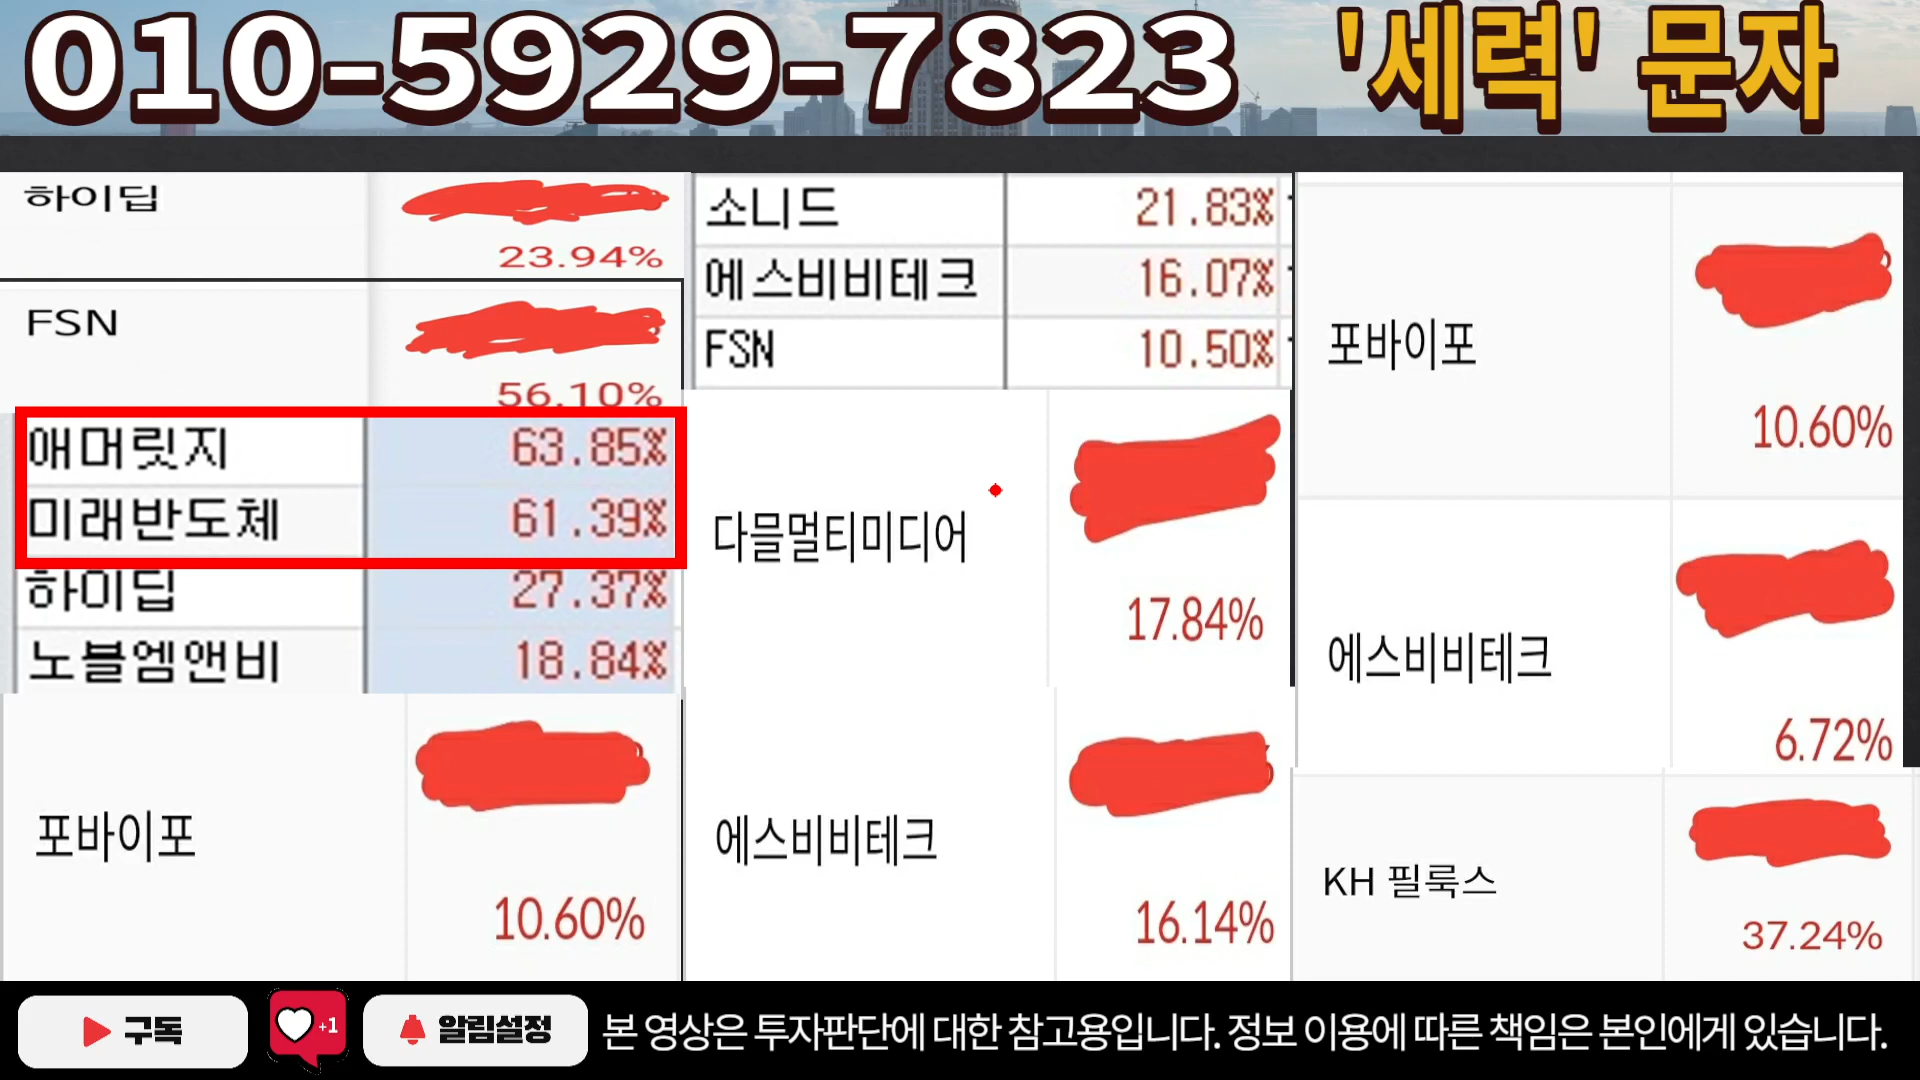 010-5929-7823 '세력' 문자
하이딥
23.94%
FSN
56.10%
애머릿지 63.85%
미래반도체 61.39%
하이딥 27.37%
노블엠앤비 18.84%
포바이포
10.60%
소니드 21.83%
에스비비테크 16.07%
FSN 10.50%
다믈멀티미디어
17.84%
에스비비테크
16.14%
포바이포
10.60%
에스비비테크
6.72%
KH 필룩스
37.24%
구독 +1 알림설정 본 영상은 투자판단에 대한 참고용입니다. 정보 이용에 따른 책임은 본인에게 있습니다.